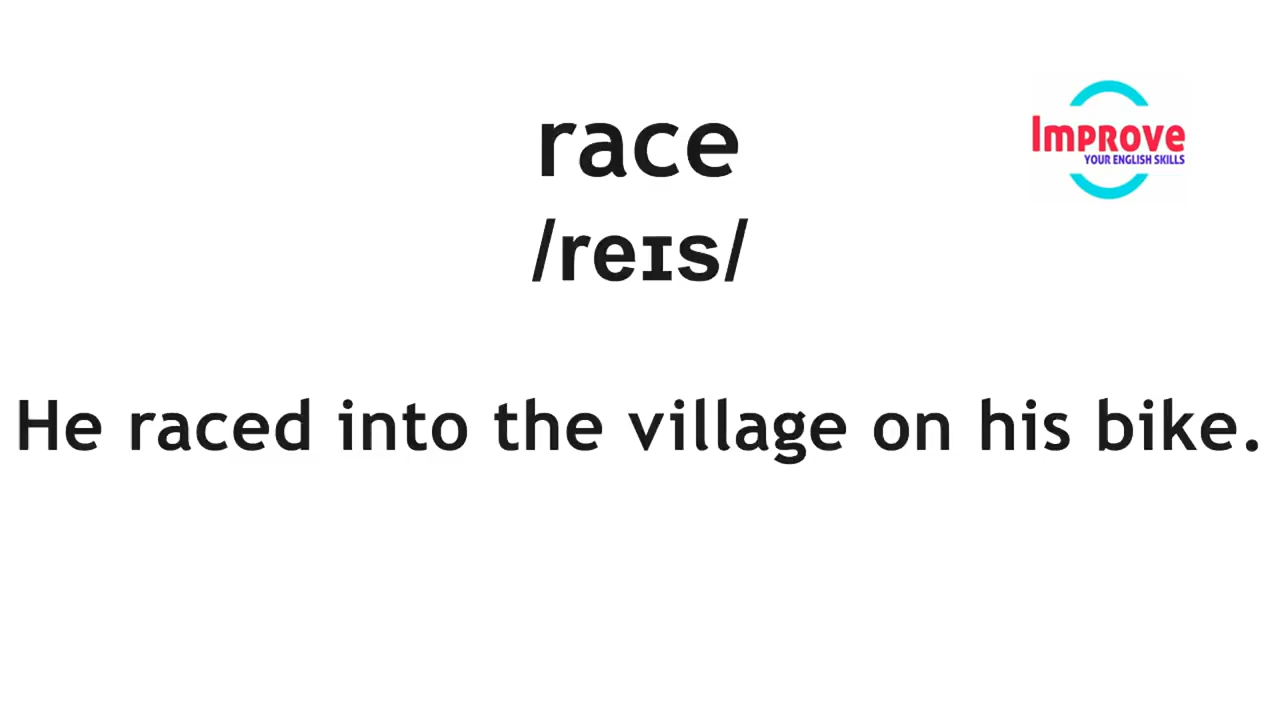 race
Improve
YOUR ENGLISH SKILLS
/reɪs/
He raced into the village on his bike.